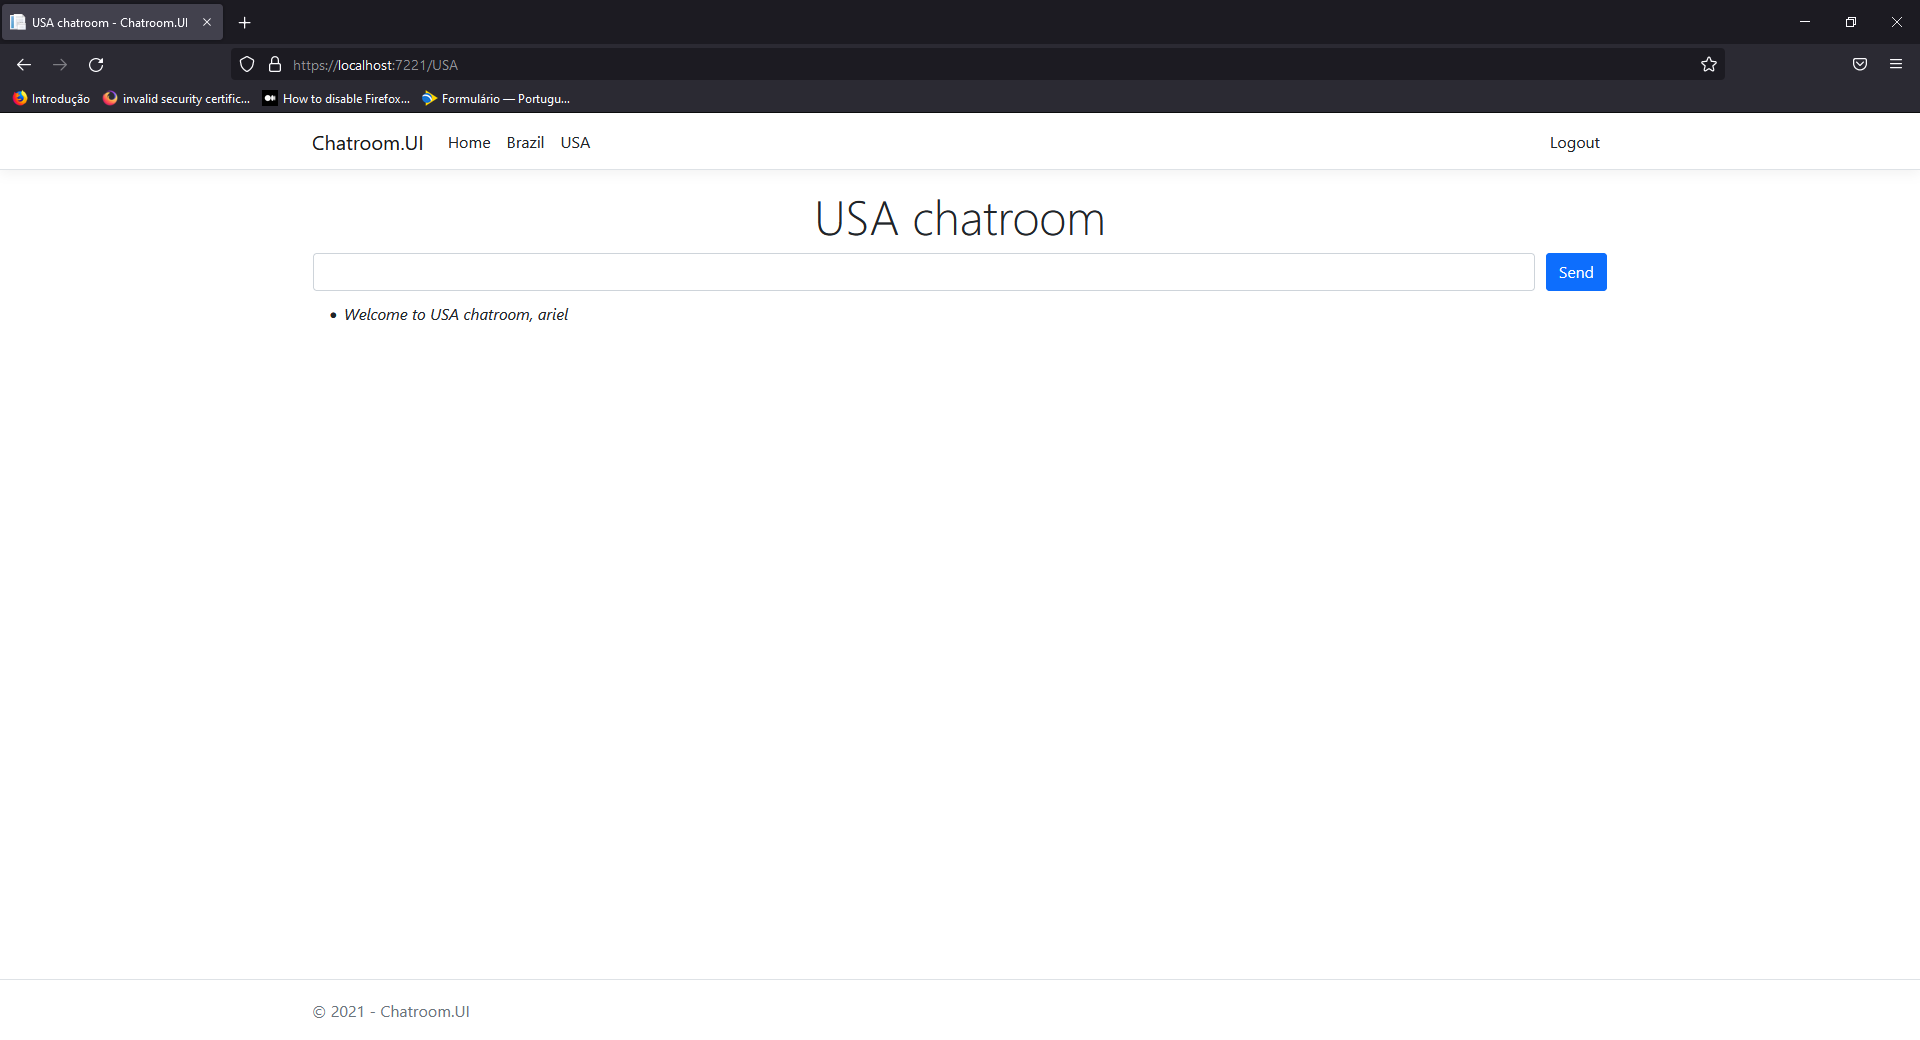 USA chatroom - Chatroom.UI
https://localhost:7221/USA
Introdução invalid security certific... How to disable Firefox... Formulário — Portugu...
Chatroom.UI Home Brazil USA Logout
USA chatroom
Send
• Welcome to USA chatroom, ariel
© 2021 - Chatroom.UI